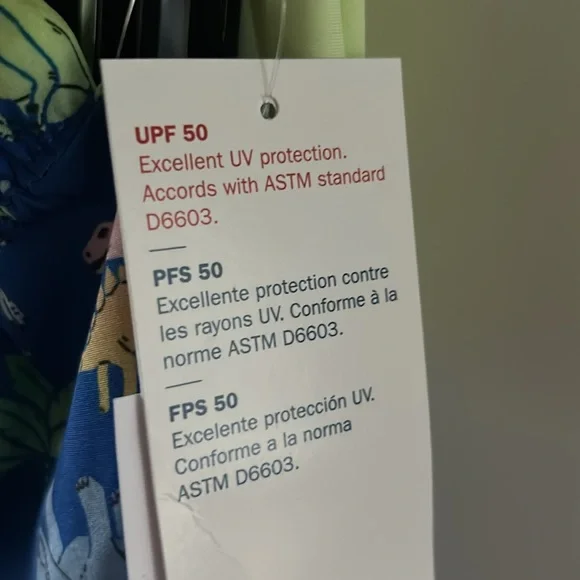 UPF 50
Excellent UV protection.
Accords with ASTM standard
D6603.
PFS 50
Excellente protection contre
les rayons UV. Conforme à la
norme ASTM D6603.
FPS 50
Excelente protección UV.
Conforme a la norma
ASTM D6603.